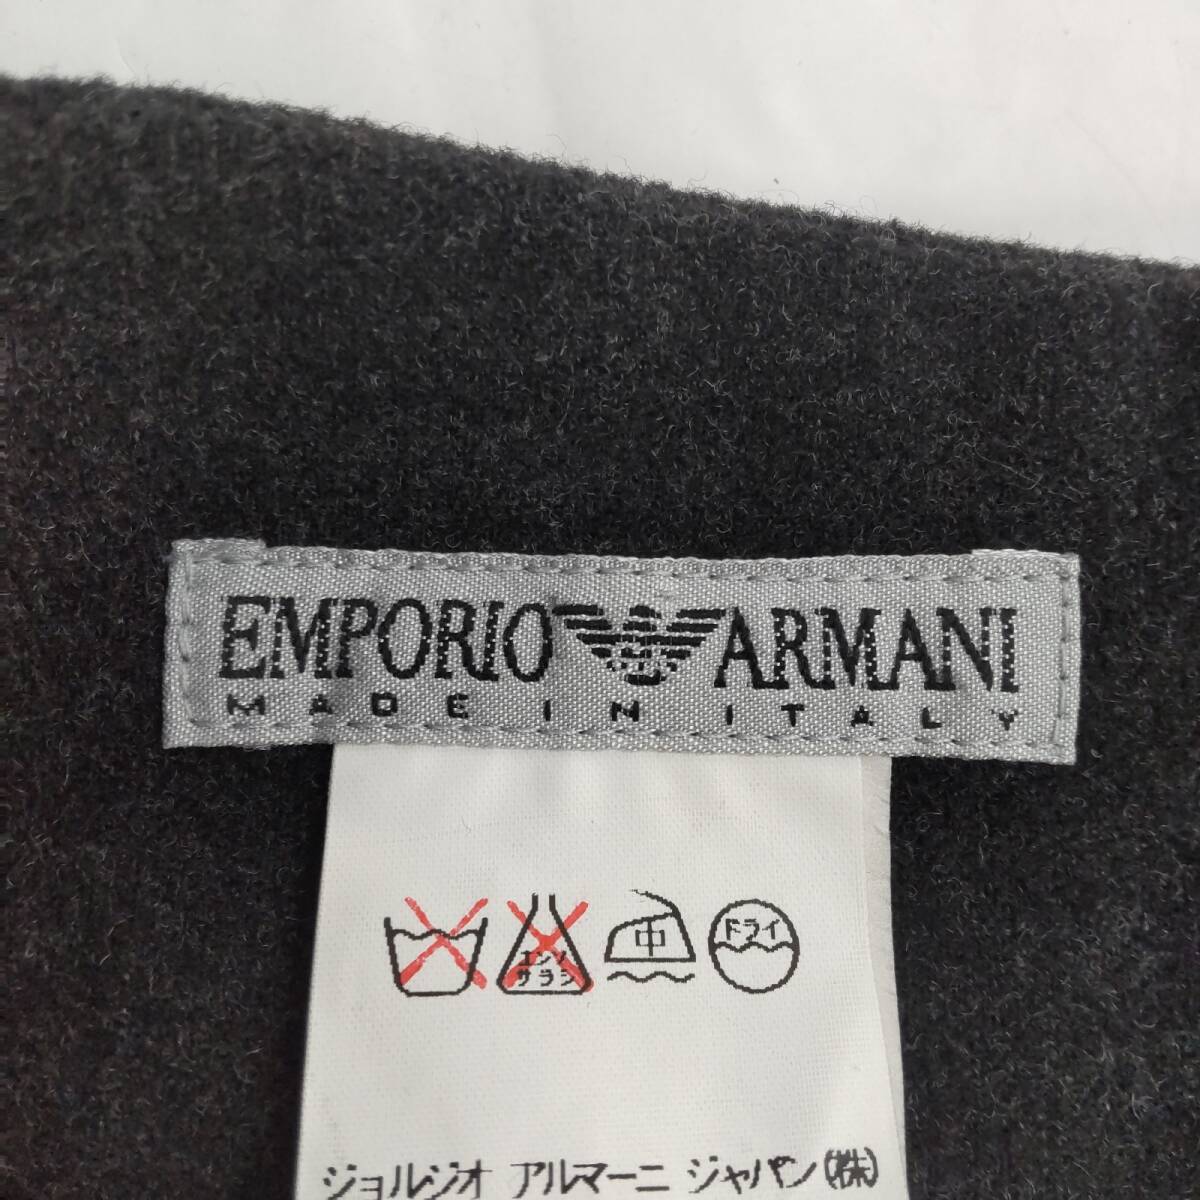 EMPORIO ARMANI
MADE IN ITALY
エンソ
サラシ
中
ドライ
ジョルジオ アルマーニ ジャパン(株)